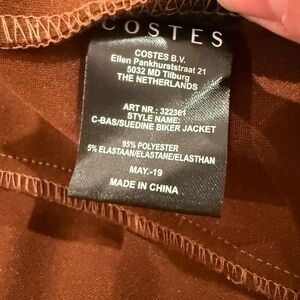 COSTES
COSTES B.V.
Ellen Pankhurststraat 21
5032 MD Tilburg
THE NETHERLANDS
ART NR.: 322361
STYLE NAME:
C-BAS/SUEDINE BIKER JACKET
95% POLYESTER
5% ELASTAAN/ELASTANE/ELASTHAN
MAY.-19
MADE IN CHINA